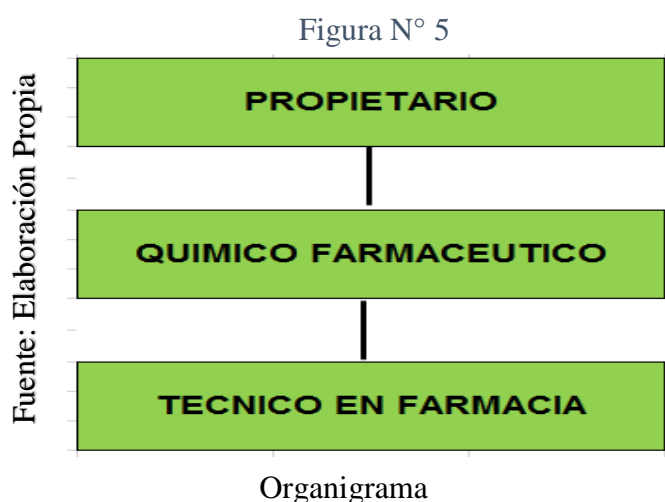 Figura N° 5
Fuente: Elaboración Propia
PROPIETARIO
QUIMICO FARMACEUTICO
TECNICO EN FARMACIA
Organigrama